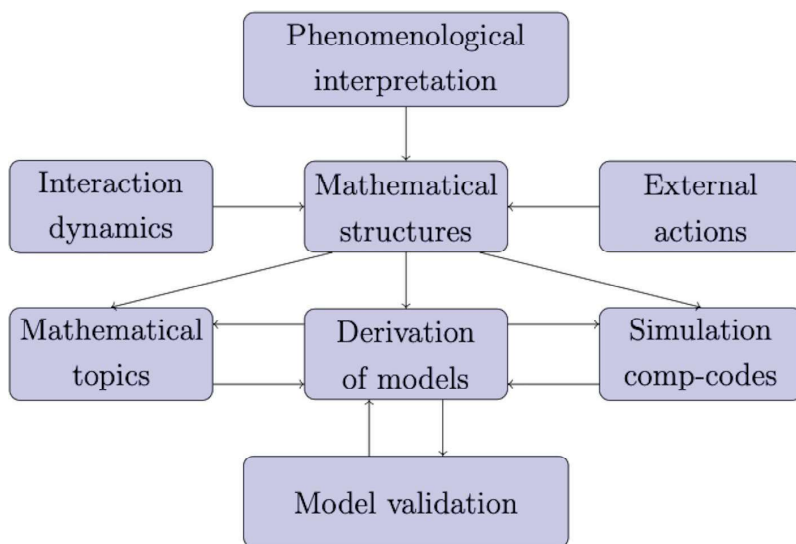 Phenomenological
interpretation
Interaction
dynamics
Mathematical
structures
External
actions
Mathematical
topics
Derivation
of models
Simulation
comp-codes
Model validation